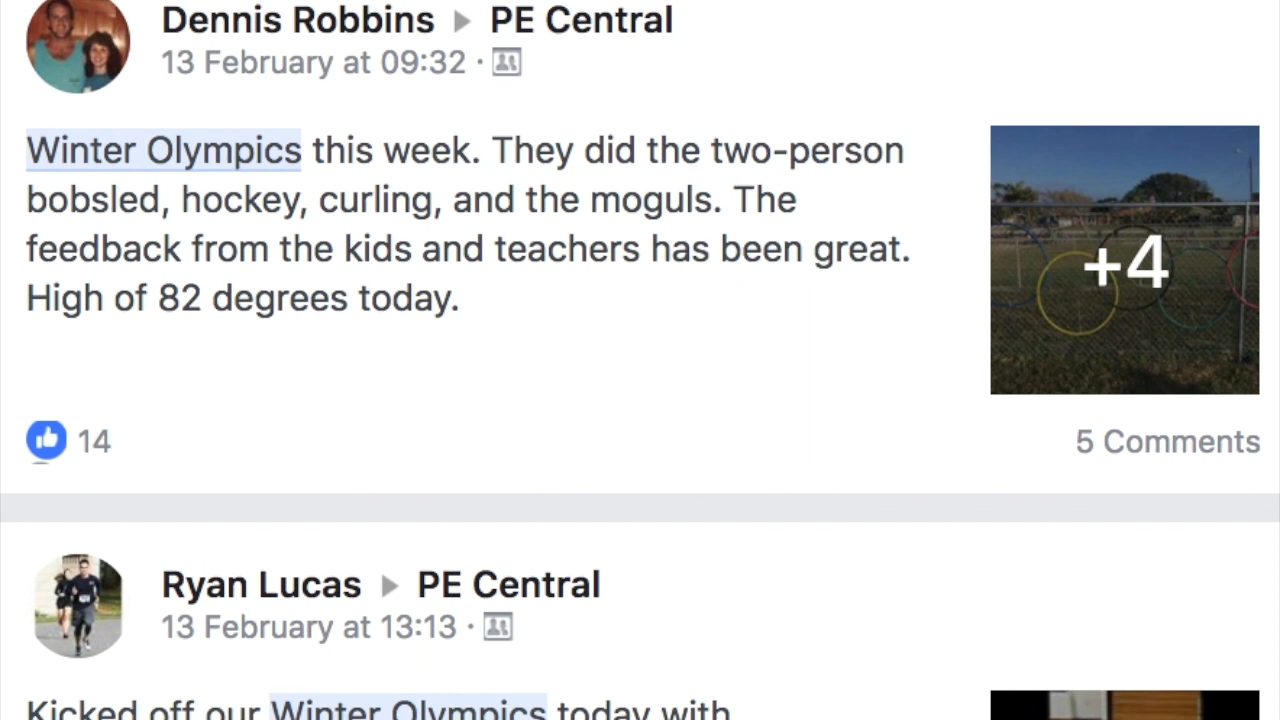 Dennis Robbins ▸ PE Central
13 February at 09:32 ·
Winter Olympics this week. They did the two-person
bobsled, hockey, curling, and the moguls. The
feedback from the kids and teachers has been great.
High of 82 degrees today.
+4
14
5 Comments
Ryan Lucas ▸ PE Central
13 February at 13:13 ·
Kicked off our Winter Olympics today with